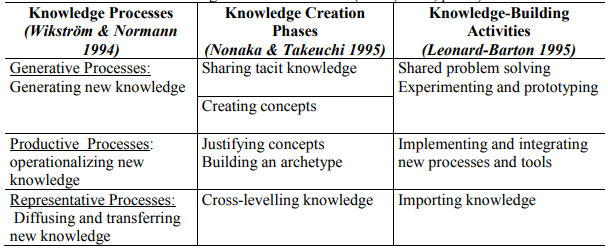 Knowledge Processes
(Wikström & Normann
1994)
Knowledge Creation
Phases
(Nonaka & Takeuchi 1995)
Knowledge-Building
Activities
(Leonard-Barton 1995)
Generative Processes:
Generating new knowledge
Sharing tacit knowledge
Creating concepts
Shared problem solving
Experimenting and prototyping
Productive Processes:
operationalizing new
knowledge
Justifying concepts
Building an archetype
Implementing and integrating
new processes and tools
Representative Processes:
Diffusing and transferring
new knowledge
Cross-levelling knowledge
Importing knowledge